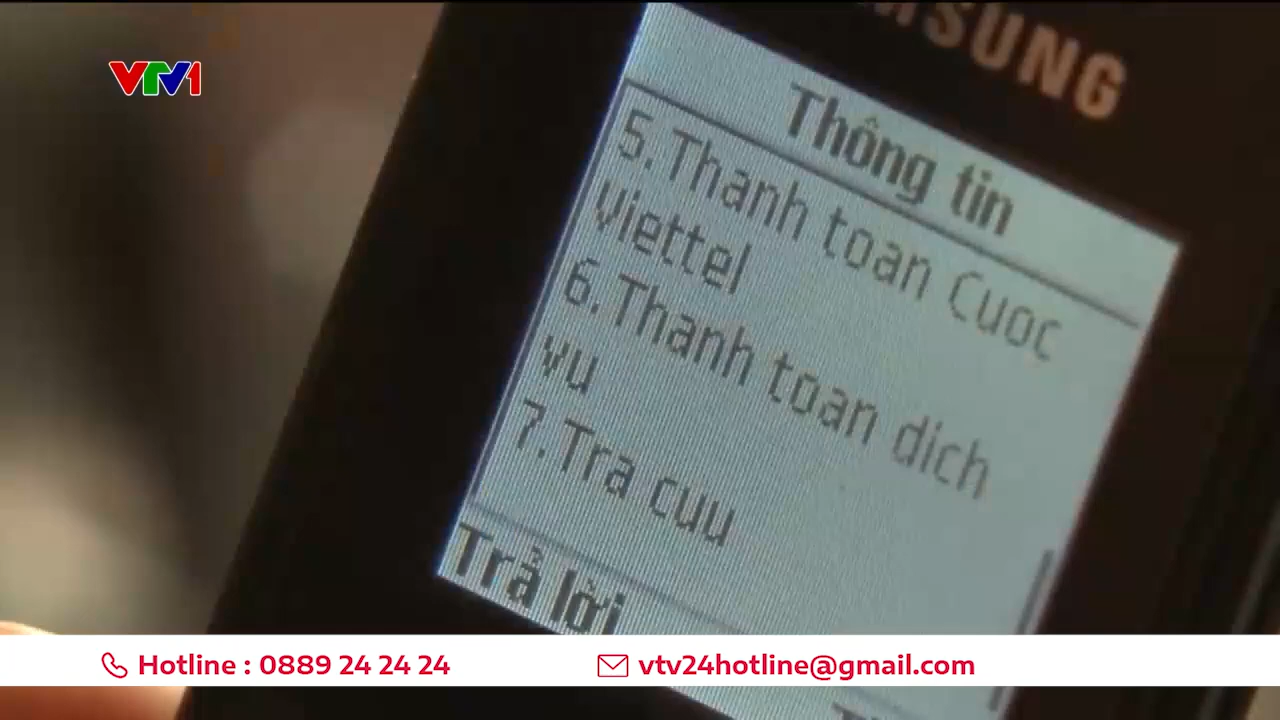 VTV1
SAMSUNG
Thông tin
5.Thanh toan Cuoc
Viettel
6.Thanh toan dich
vu
7.Tra cuu
Trả lời
Hotline : 0889 24 24 24
vtv24hotline@gmail.com